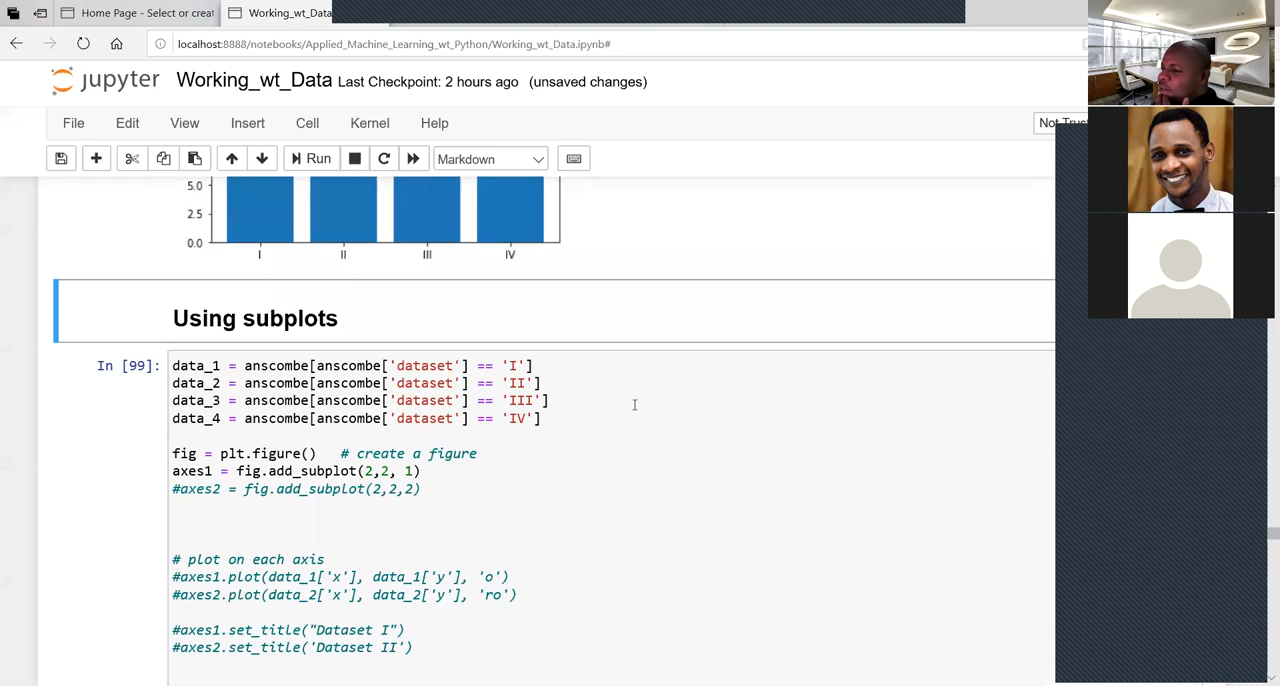 Home Page - Select or creat
Working_wt_Data
localhost:8888/notebooks/Applied_Machine_Learning_wt_Python/Working_wt_Data.ipynb#
jupyter Working_wt_Data Last Checkpoint: 2 hours ago (unsaved changes)
File Edit View Insert Cell Kernel Help
Not Trust
Run
Markdown
5.0
2.5
0.0
I II III IV
Using subplots
In [99]:
data_1 = anscombe[anscombe['dataset'] == 'I']
data_2 = anscombe[anscombe['dataset'] == 'II']
data_3 = anscombe[anscombe['dataset'] == 'III']
data_4 = anscombe[anscombe['dataset'] == 'IV']
fig = plt.figure() # create a figure
axes1 = fig.add_subplot(2,2, 1)
#axes2 = fig.add_subplot(2,2,2)
# plot on each axis
#axes1.plot(data_1['x'], data_1['y'], 'o')
#axes2.plot(data_2['x'], data_2['y'], 'ro')
#axes1.set_title("Dataset I")
#axes2.set_title('Dataset II')